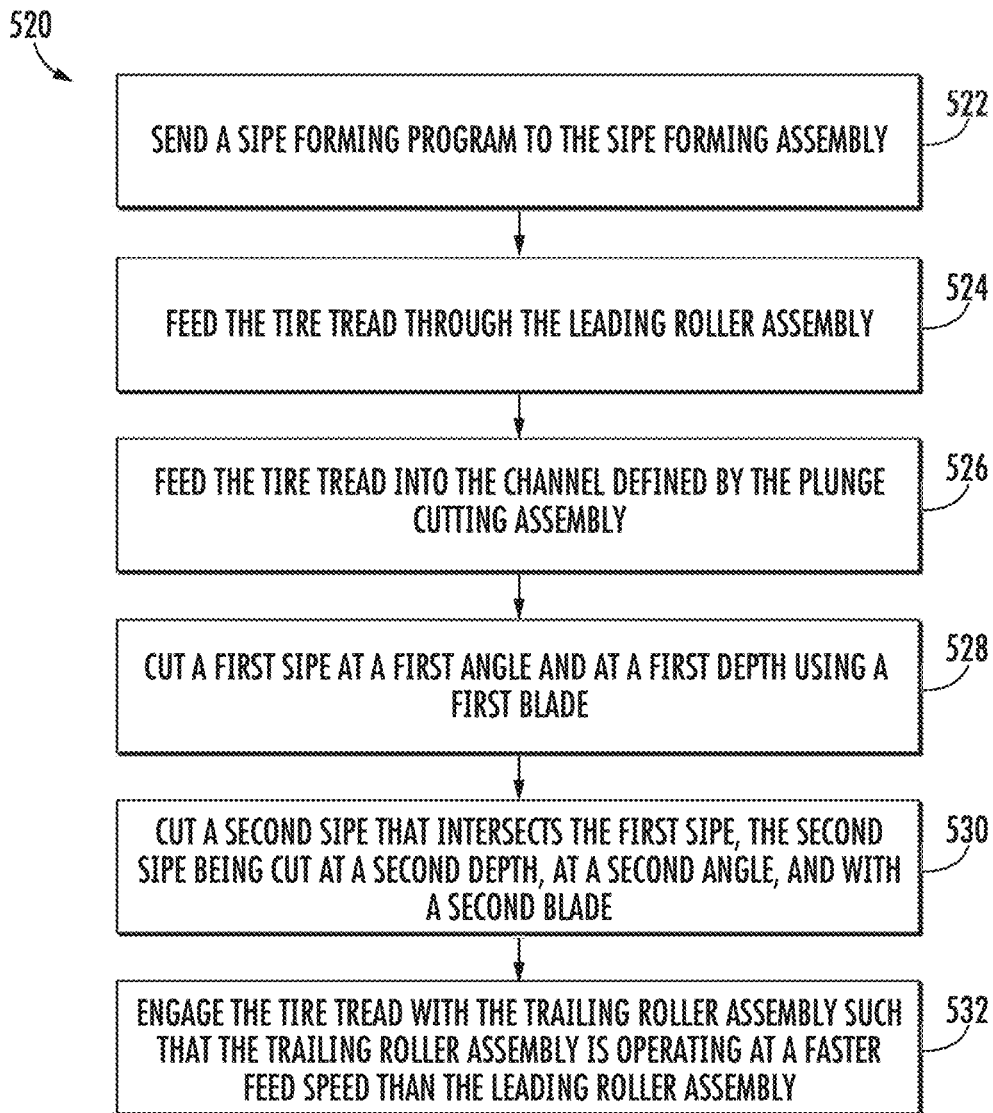 520
SEND A SIPE FORMING PROGRAM TO THE SIPE FORMING ASSEMBLY
522
FEED THE TIRE TREAD THROUGH THE LEADING ROLLER ASSEMBLY
524
FEED THE TIRE TREAD INTO THE CHANNEL DEFINED BY THE PLUNGE
CUTTING ASSEMBLY
526
CUT A FIRST SIPE AT A FIRST ANGLE AND AT A FIRST DEPTH USING A
FIRST BLADE
528
CUT A SECOND SIPE THAT INTERSECTS THE FIRST SIPE, THE SECOND
SIPE BEING CUT AT A SECOND DEPTH, AT A SECOND ANGLE, AND WITH
A SECOND BLADE
530
ENGAGE THE TIRE TREAD WITH THE TRAILING ROLLER ASSEMBLY SUCH
THAT THE TRAILING ROLLER ASSEMBLY IS OPERATING AT A FASTER
FEED SPEED THAN THE LEADING ROLLER ASSEMBLY
532